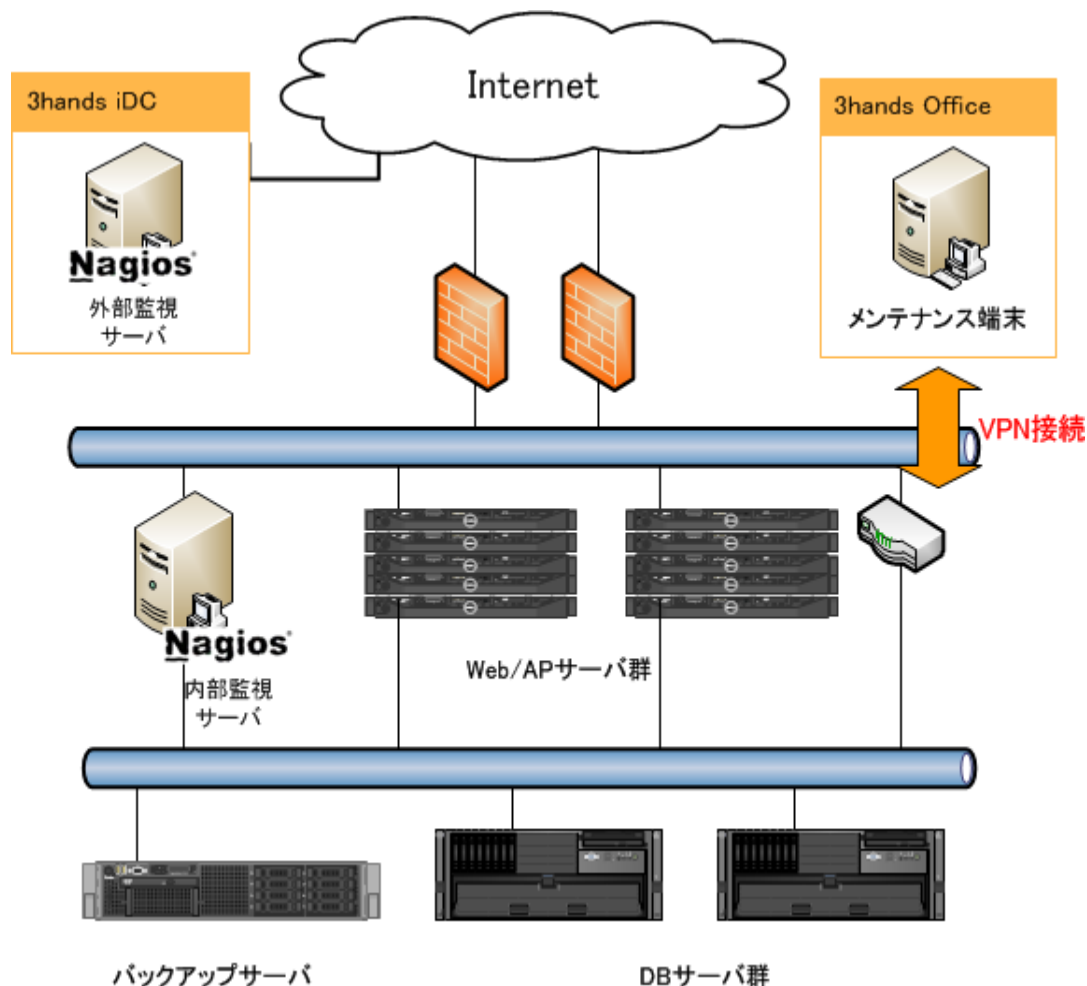 Internet
3hands iDC
Nagios
外部監視
サーバ
3hands Office
メンテナンス端末
VPN接続
Nagios
内部監視
サーバ
Web/APサーバ群
バックアップサーバ
DBサーバ群